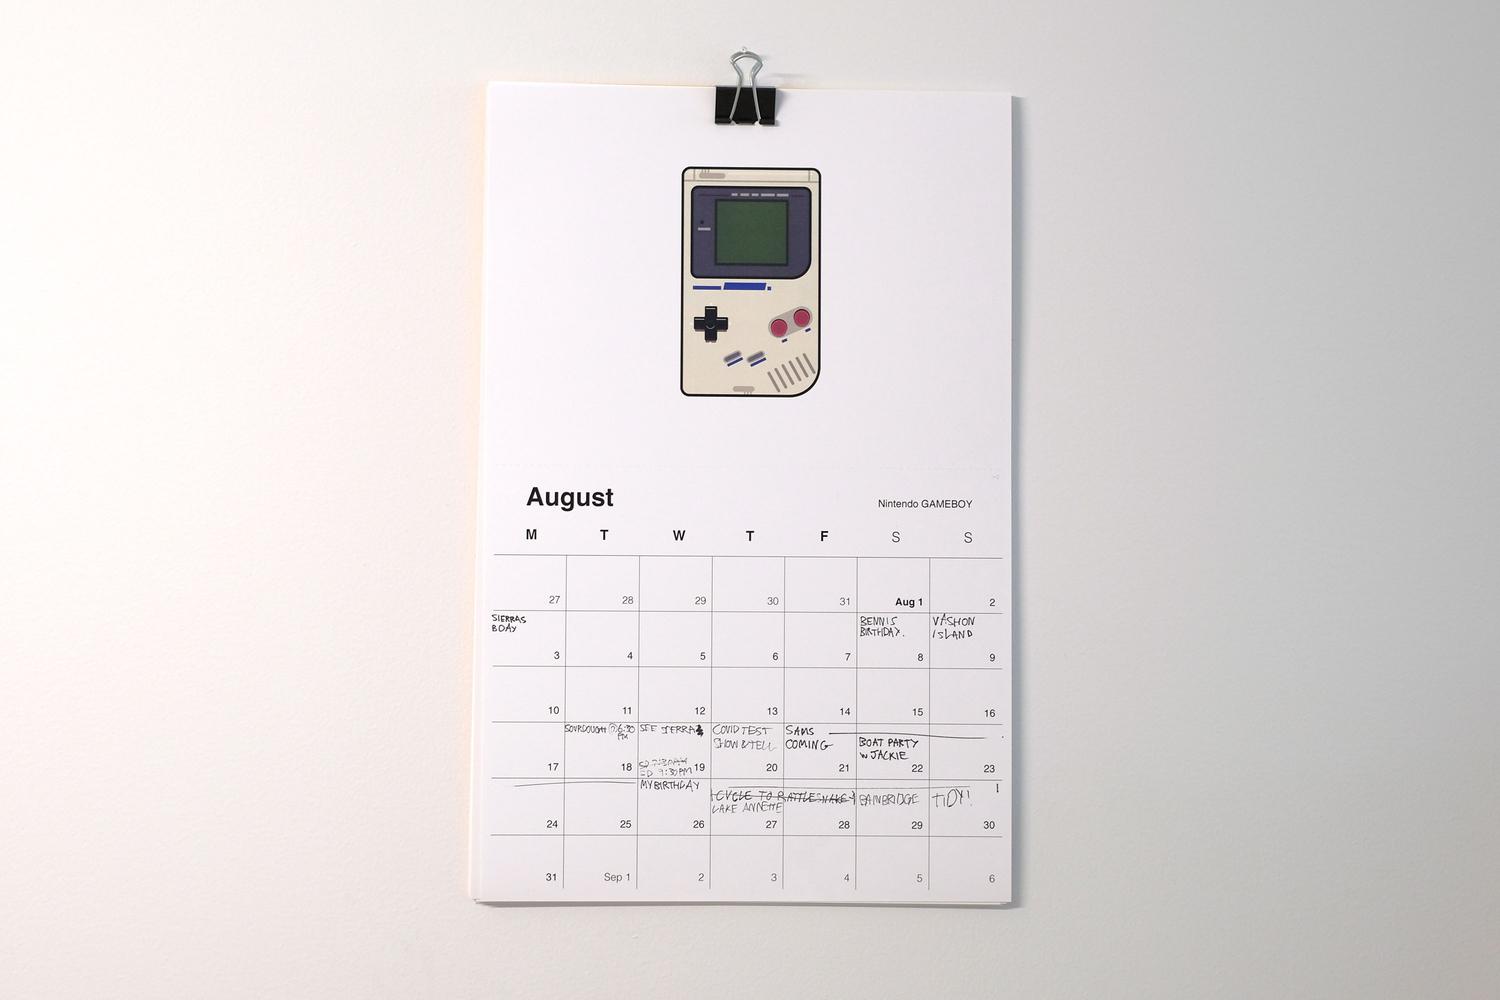 August
Nintendo GAMEBOY
M T W T F S S
27 28 29 30 31 Aug 1 2
SIERRAS
BDAY
BENNIS
BIRTHDAY.
VASHON
ISLAND
3 4 5 6 7 8 9
10 11 12 13 14 15 16
SOURDOUGH @6:30
PM
SEE SIERRA
COVID TEST
SHOW & TELL
SAMS
COMING
BOAT PARTY
w JACKIE
7:30AM
9:30PM
17 18 19 20 21 22 23
MY BIRTHDAY
CYCLE TO RATTLESNAKE
LAKE ANNETTE
BAINBRIDGE
TIDY!
24 25 26 27 28 29 30
31 Sep 1 2 3 4 5 6